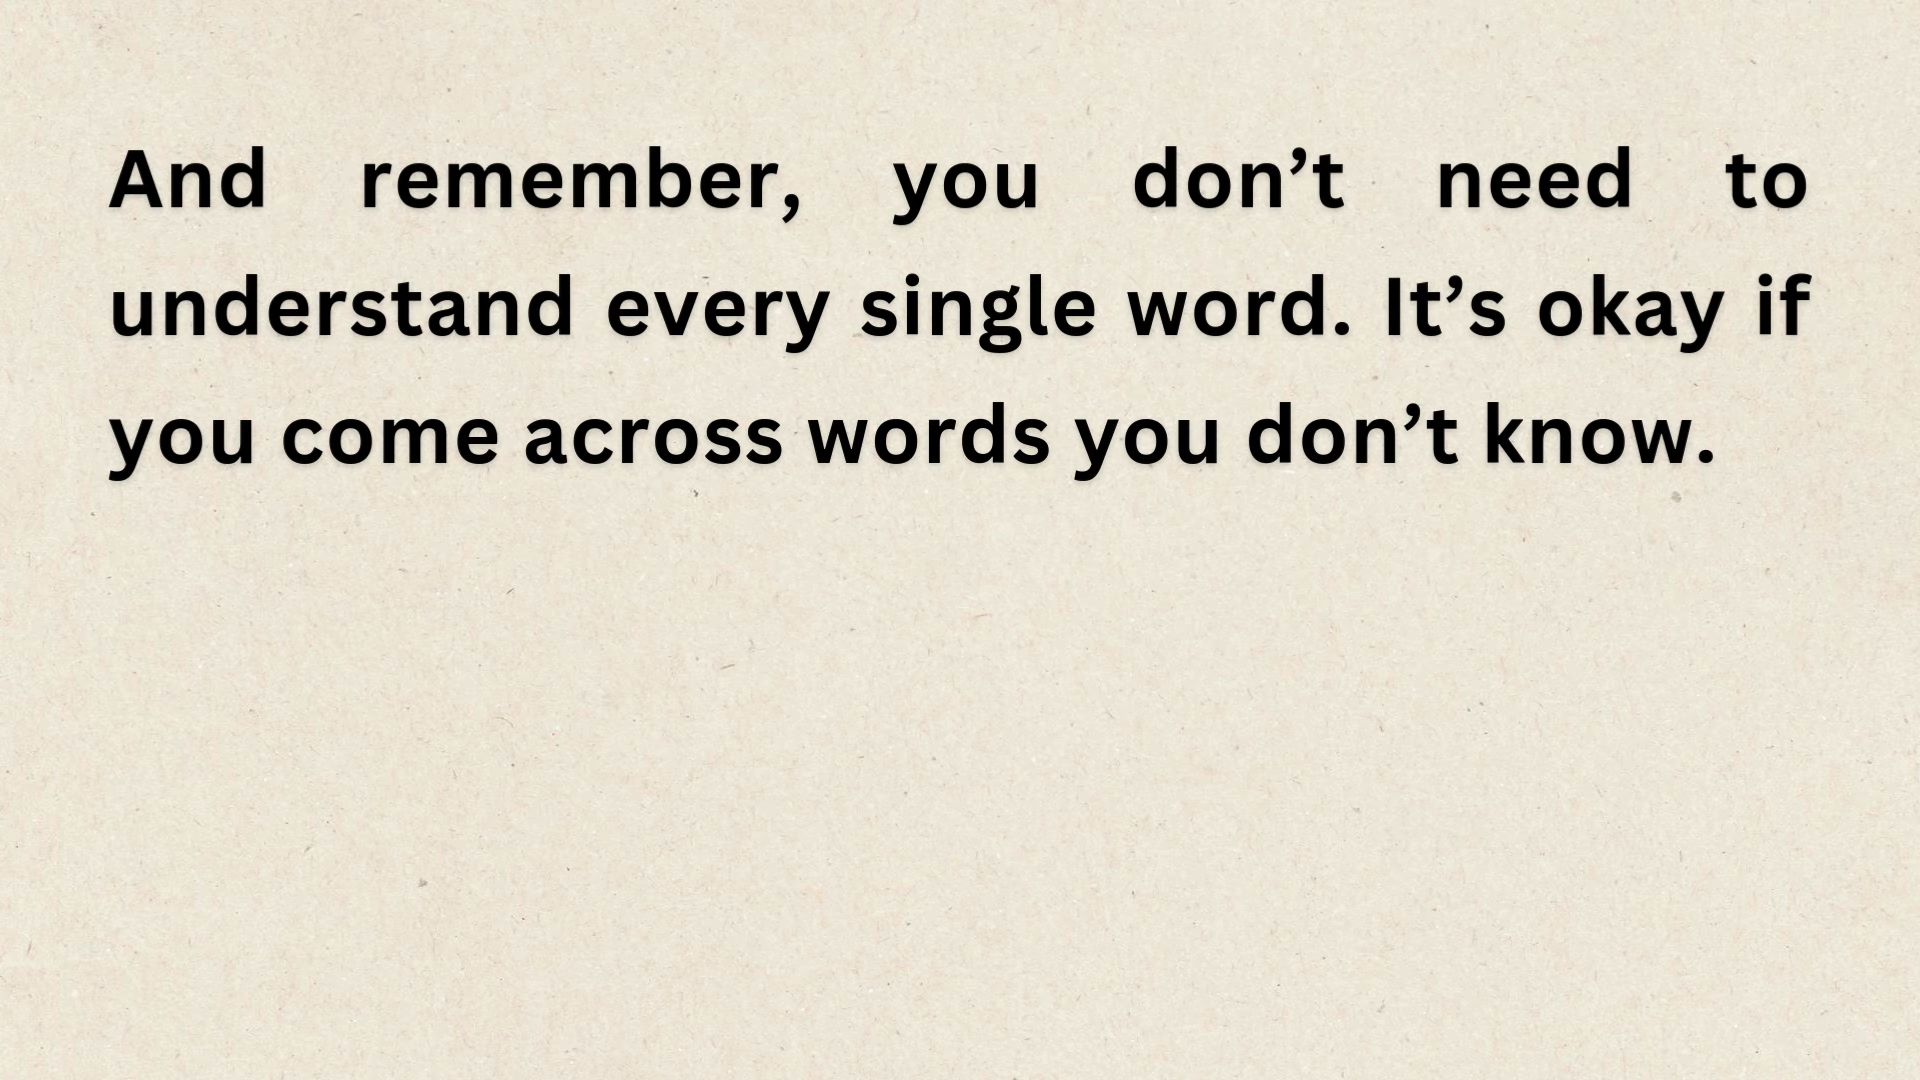 And remember, you don’t need to
understand every single word. It’s okay if
you come across words you don’t know.